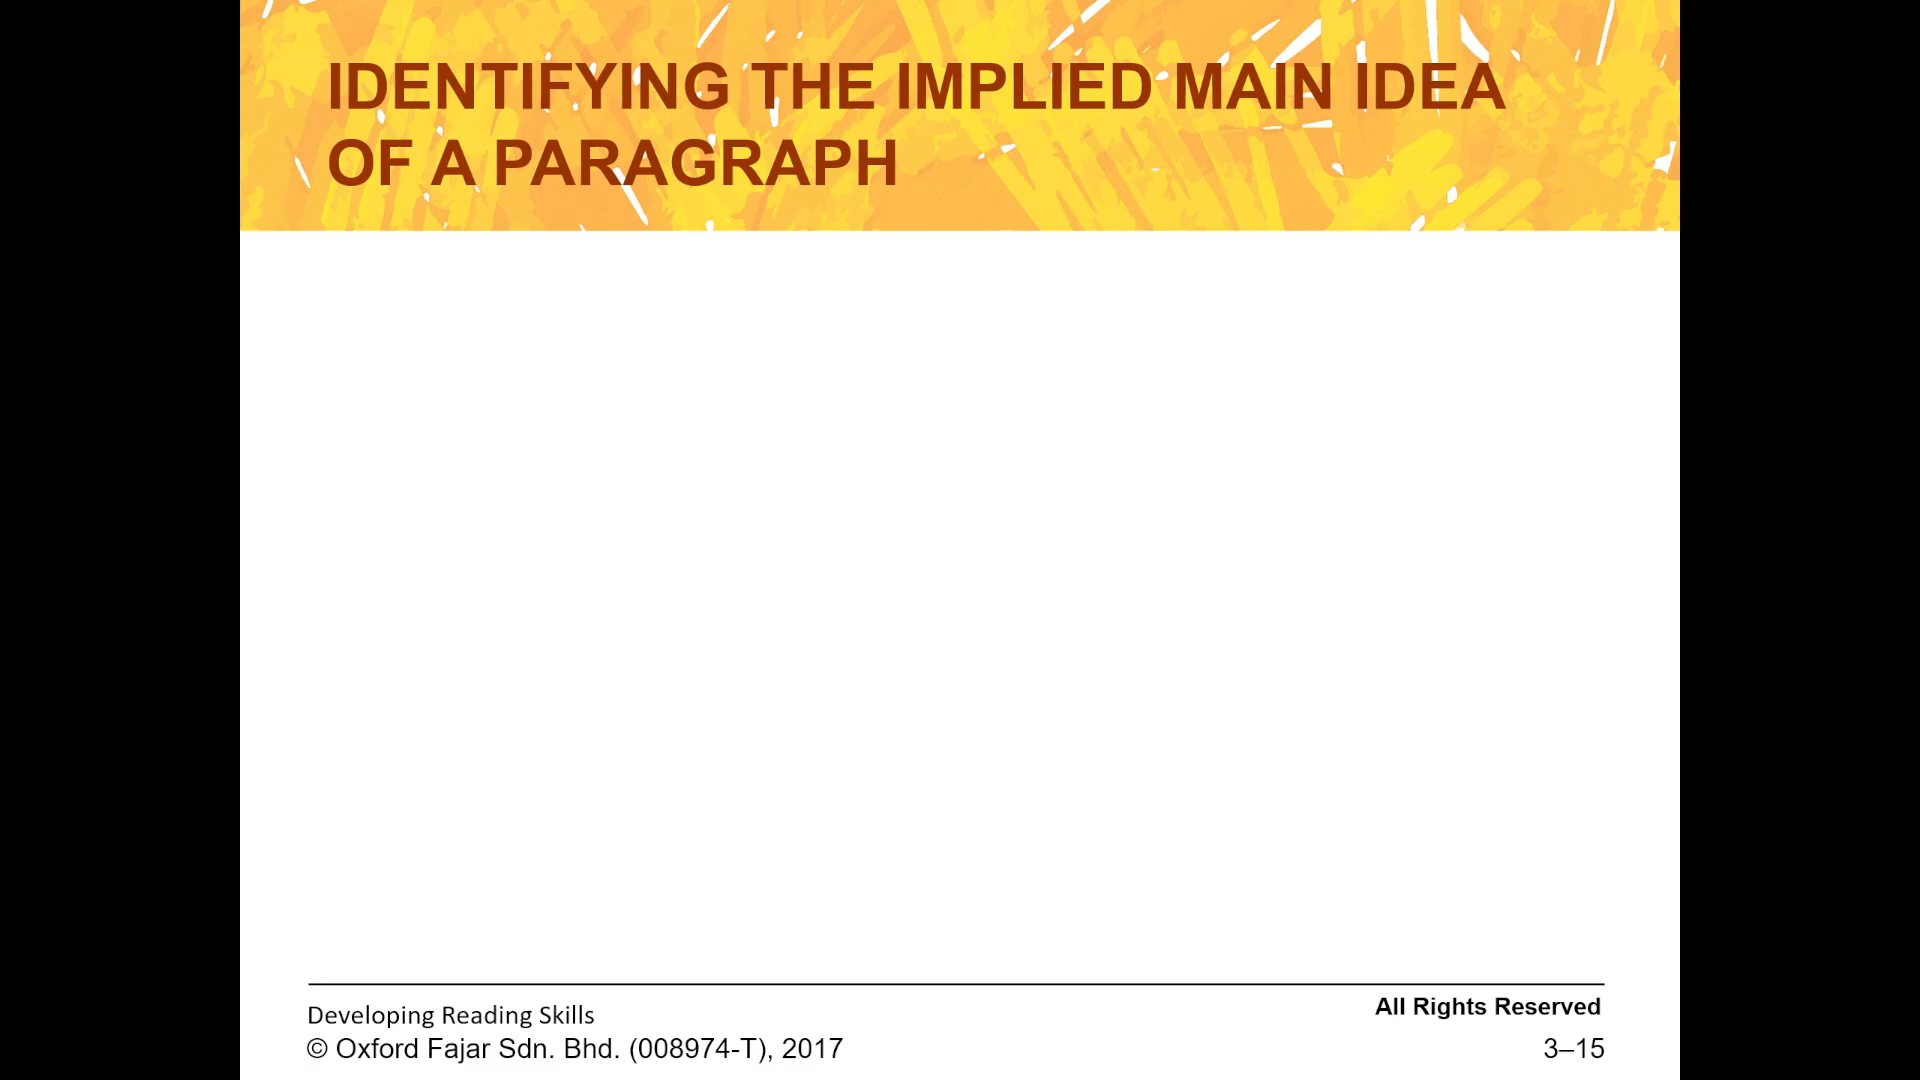 IDENTIFYING THE IMPLIED MAIN IDEA
OF A PARAGRAPH
Developing Reading Skills
All Rights Reserved
© Oxford Fajar Sdn. Bhd. (008974-T), 2017
3–15